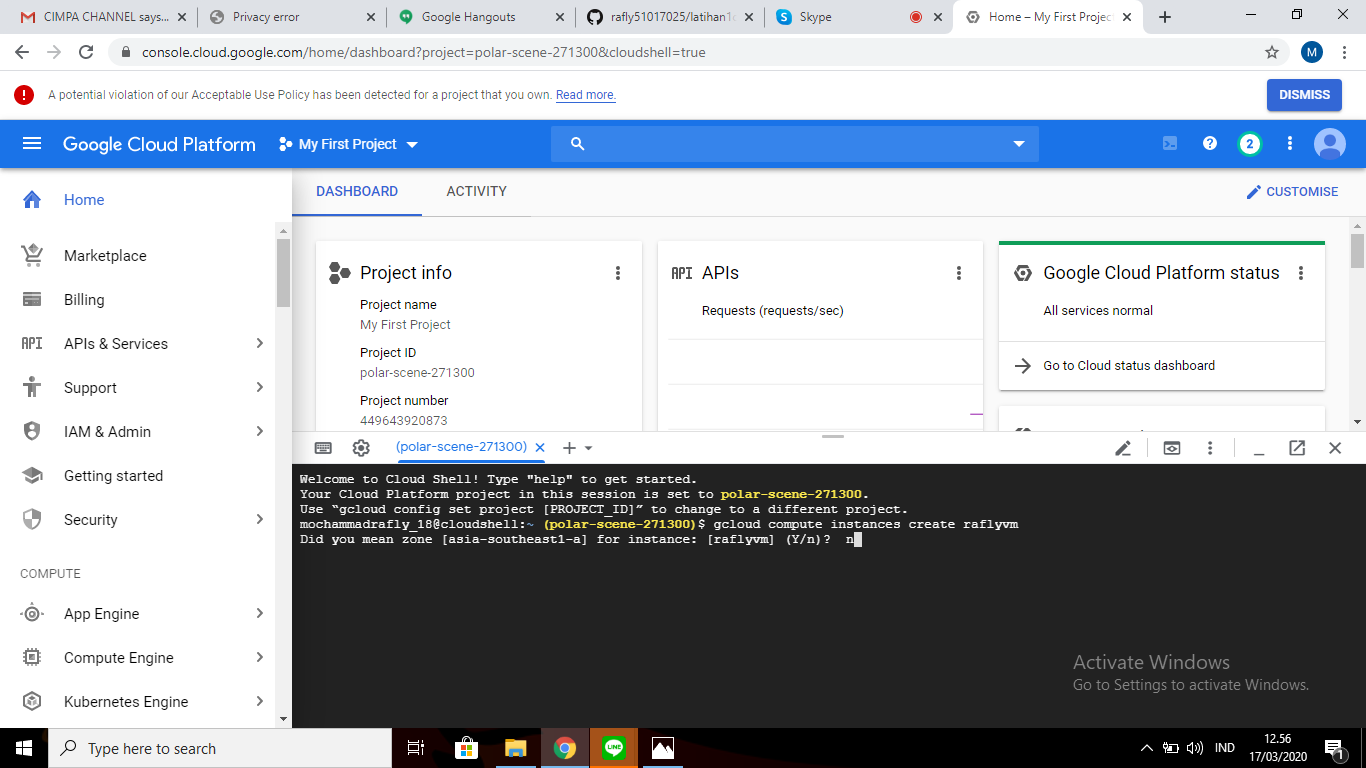 CIMPA CHANNEL says...
Privacy error
Google Hangouts
rafly51017025/latihan1
Skype
Home – My First Project
console.cloud.google.com/home/dashboard?project=polar-scene-271300&cloudshell=true
M
A potential violation of our Acceptable Use Policy has been detected for a project that you own. Read more.
DISMISS
Google Cloud Platform
My First Project
2
Home
DASHBOARD
ACTIVITY
CUSTOMISE
Marketplace
Billing
API APIs & Services
Support
IAM & Admin
Getting started
Security
COMPUTE
App Engine
Compute Engine
Kubernetes Engine
Project info
Project name
My First Project
Project ID
polar-scene-271300
Project number
449643920873
API APIs
Requests (requests/sec)
Google Cloud Platform status
All services normal
Go to Cloud status dashboard
(polar-scene-271300)
Welcome to Cloud Shell! Type "help" to get started.
Your Cloud Platform project in this session is set to polar-scene-271300.
Use “gcloud config set project [PROJECT_ID]” to change to a different project.
mochammadrafly_18@cloudshell:~ (polar-scene-271300)$ gcloud compute instances create raflyvm
Did you mean zone [asia-southeast1-a] for instance: [raflyvm] (Y/n)?  n
Activate Windows
Go to Settings to activate Windows.
Type here to search
LINE
IND
12.56
17/03/2020
1